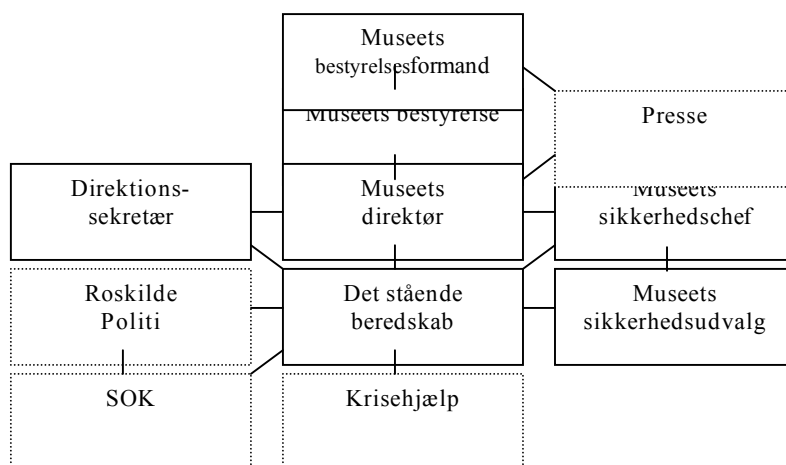 Museets
bestyrelsesformand
Museets bestyrelse
Presse
Direktions-
sekretær
Museets
direktør
Museets
sikkerhedschef
Roskilde
Politi
Det stående
beredskab
Museets
sikkerhedsudvalg
SOK
Krisehjælp